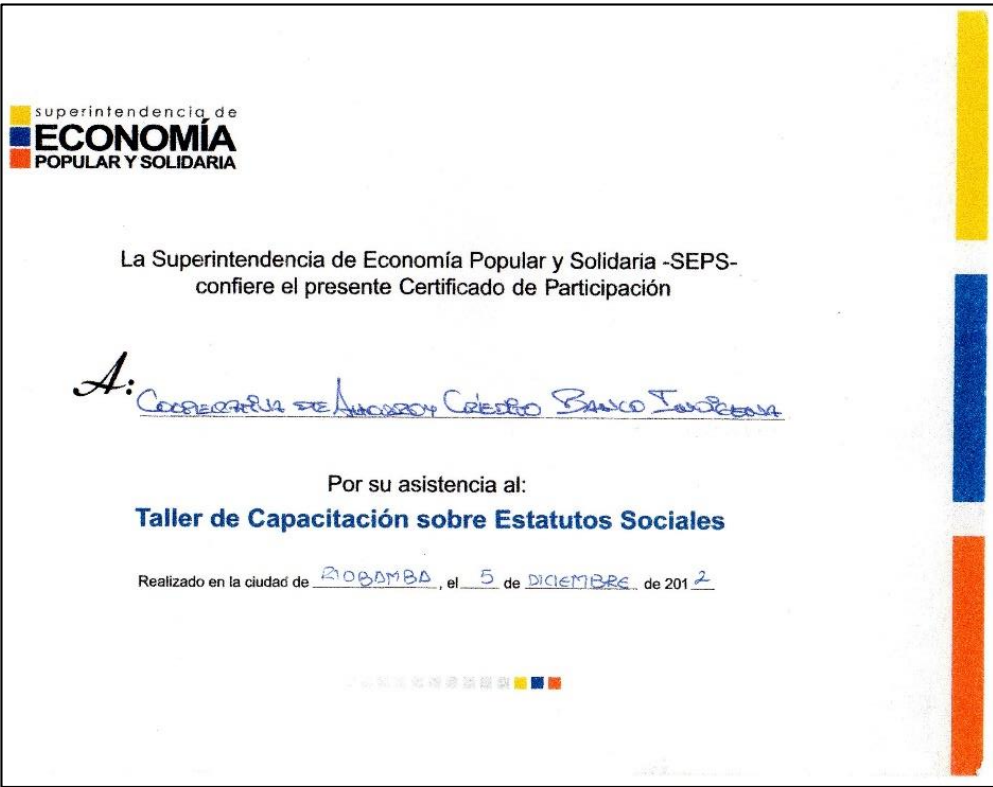 superintendencia de
ECONOMÍA
POPULAR Y SOLIDARIA
La Superintendencia de Economía Popular y Solidaria -SEPS-
confiere el presente Certificado de Participación
A: Cooperativa de Ahorro y Crédito Banco Indígena
Por su asistencia al:
Taller de Capacitación sobre Estatutos Sociales
Realizado en la ciudad de RIOBAMBA, el 5 de DICIEMBRE de 2012